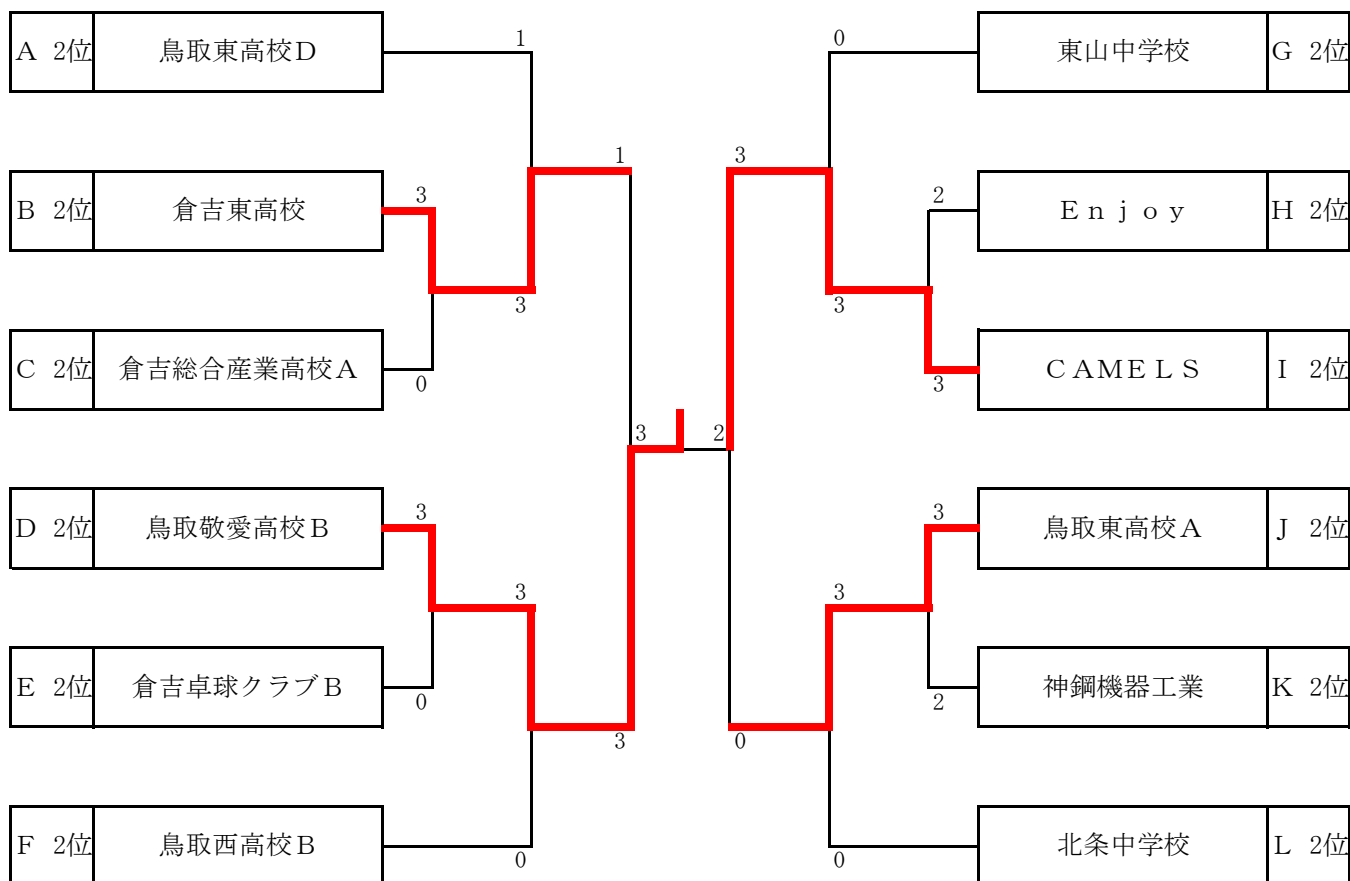 A 2位 鳥取東高校D 1 0 東山中学校 G 2位
1 3
B 2位 倉吉東高校 3 2 Ｅｎｊｏｙ H 2位
3 3
C 2位 倉吉総合産業高校A 0 3 ＣＡＭＥＬＳ I 2位
3 2
D 2位 鳥取敬愛高校B 3 3 鳥取東高校A J 2位
3 3
E 2位 倉吉卓球クラブB 0 2 神鋼機器工業 K 2位
3 0
F 2位 鳥取西高校B 0 0 北条中学校 L 2位